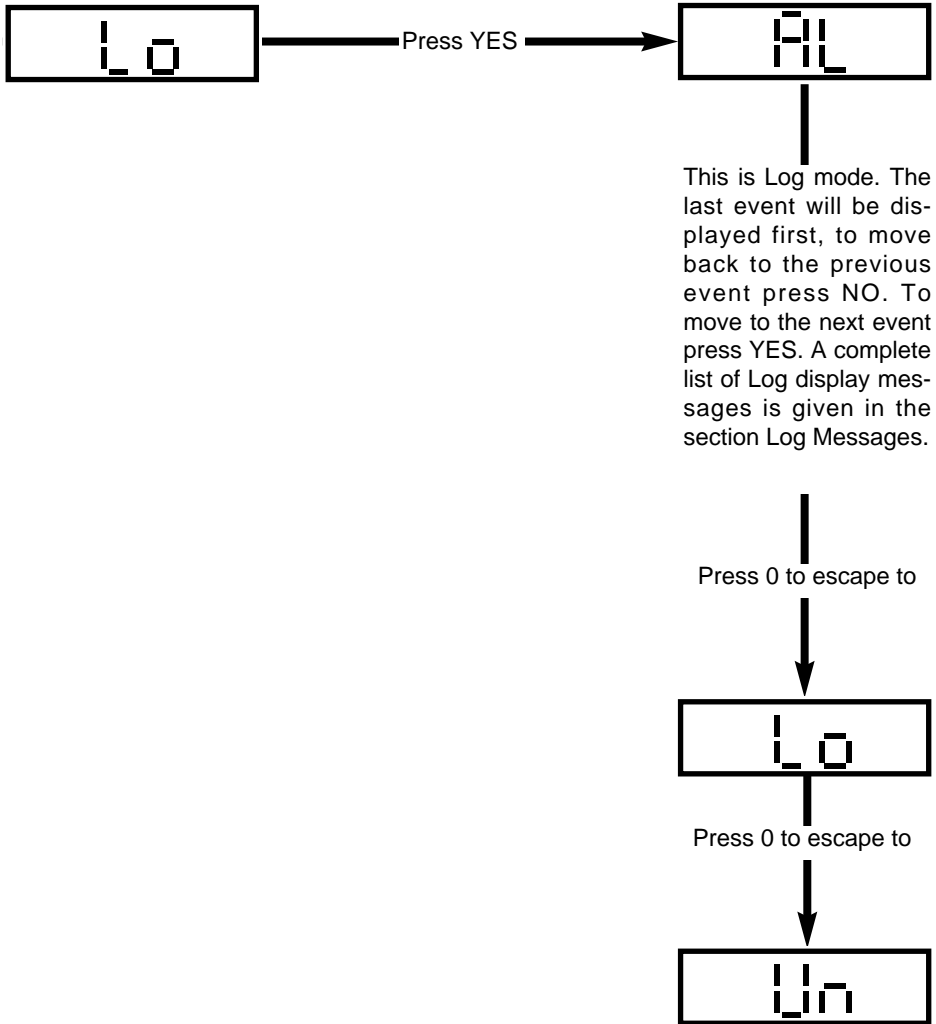 Lo
Press YES
AL
This is Log mode. The
last event will be dis-
played first, to move
back to the previous
event press NO. To
move to the next event
press YES. A complete
list of Log display mes-
sages is given in the
section Log Messages.
Press 0 to escape to
Lo
Press 0 to escape to
Un